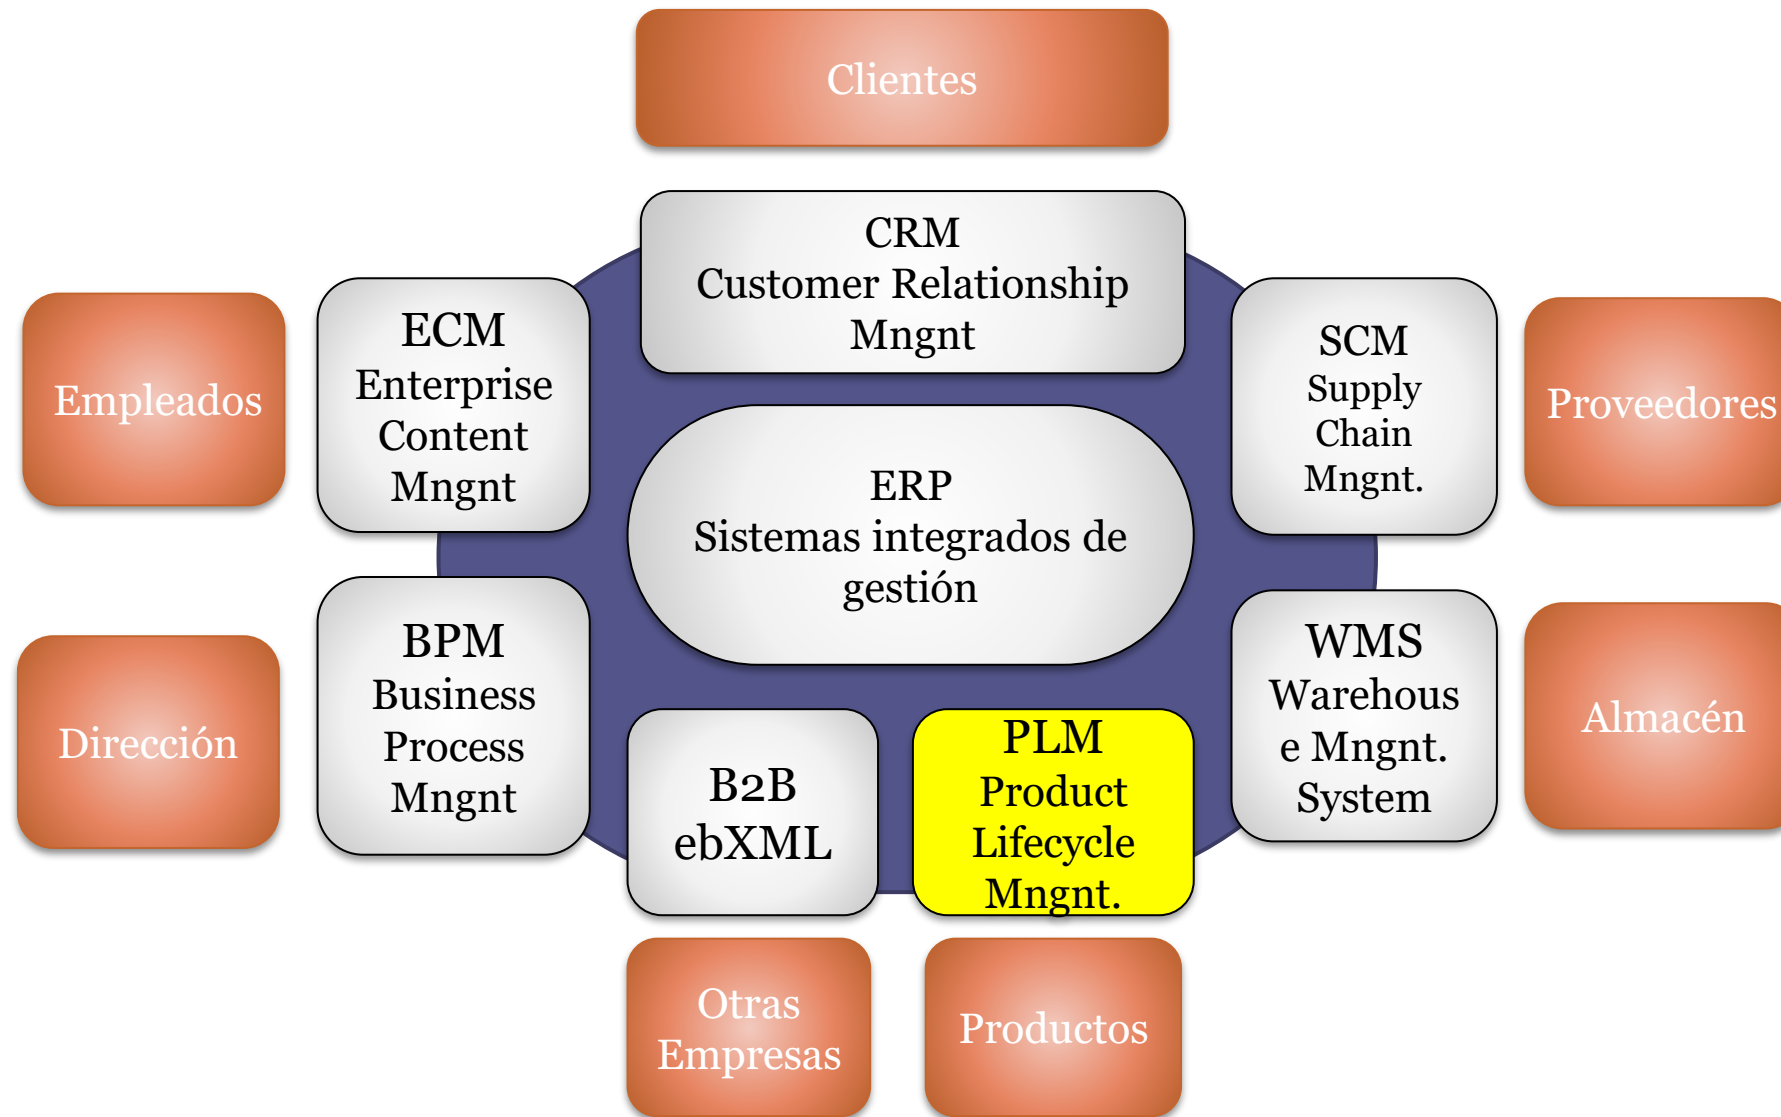 Clientes
CRM
Customer Relationship
Mngnt
Empleados
ECM
Enterprise
Content
Mngnt
SCM
Supply
Chain
Mngnt.
Proveedores
ERP
Sistemas integrados de
gestión
Dirección
BPM
Business
Process
Mngnt
WMS
Warehous
e Mngnt.
System
Almacén
B2B
ebXML
PLM
Product
Lifecycle
Mngnt.
Otras
Empresas
Productos